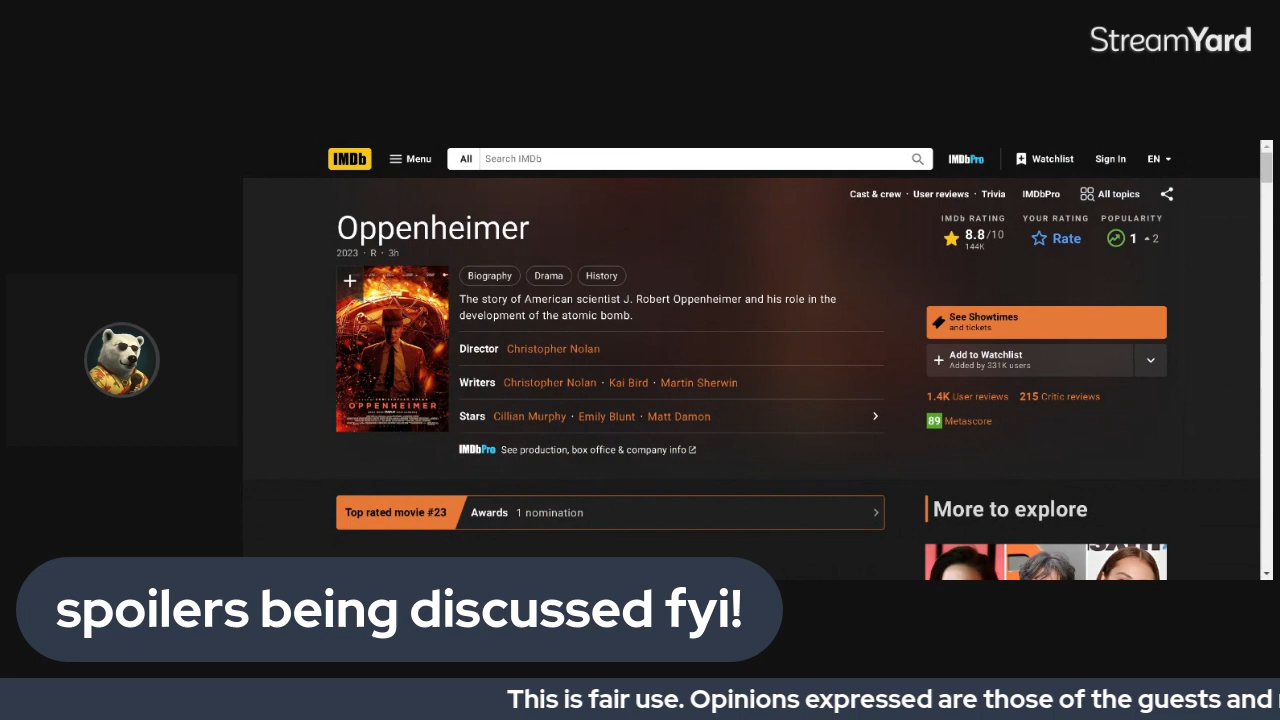 StreamYard
IMDb Menu All Search IMDb IMDbPro Watchlist Sign In EN
Cast & crew · User reviews · Trivia IMDbPro All topics
Oppenheimer
2023 · R · 3h
IMDb RATING YOUR RATING POPULARITY
8.8/10 Rate 1 2
144K
Biography Drama History
The story of American scientist J. Robert Oppenheimer and his role in the
development of the atomic bomb.
Director Christopher Nolan
Writers Christopher Nolan · Kai Bird · Martin Sherwin
Stars Cillian Murphy · Emily Blunt · Matt Damon
IMDbPro See production, box office & company info
OPPENHEIMER
See Showtimes
and tickets
Add to Watchlist
Added by 331K users
1.4K User reviews 215 Critic reviews
89 Metascore
Top rated movie #23 Awards 1 nomination
More to explore
spoilers being discussed fyi!
This is fair use. Opinions expressed are those of the guests and